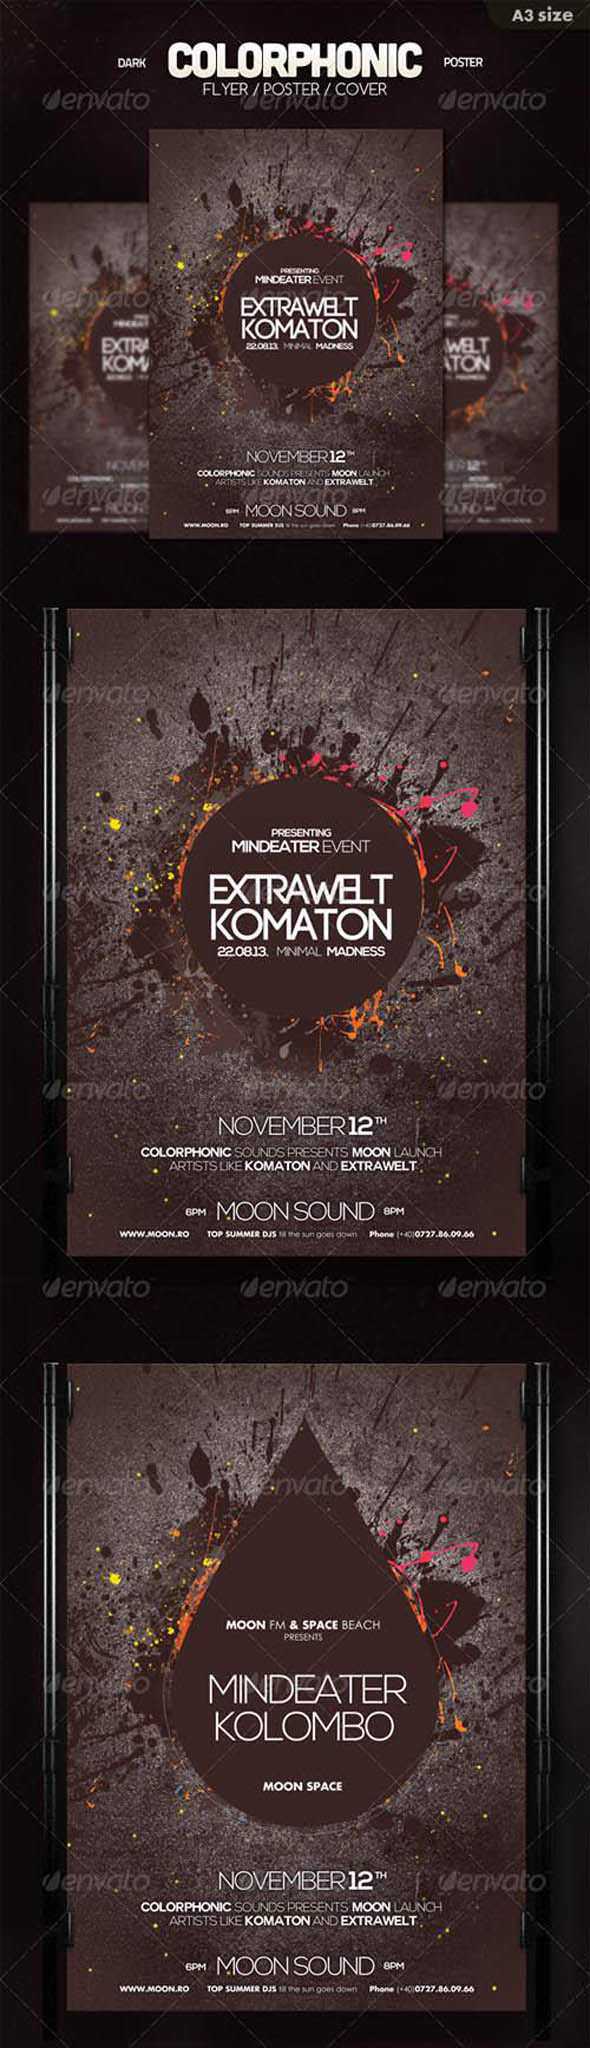 A3 size
DARK COLORPHONIC POSTER
FLYER / POSTER / COVER
PRESENTING
MINDEATER EVENT
EXTRAWELT
KOMATON
22.08.13. MINIMAL MADNESS
NOVEMBER 12TH
COLORPHONIC SOUNDS PRESENTS MOON LAUNCH
ARTISTS LIKE KOMATON AND EXTRAWELT
6PM MOON SOUND 8PM
WWW.MOON.RO TOP SUMMER DJS till the sun goes down Phone (+40)0727.86.09.66
PRESENTING
MINDEATER EVENT
EXTRAWELT
KOMATON
22.08.13. MINIMAL MADNESS
NOVEMBER 12TH
COLORPHONIC SOUNDS PRESENTS MOON LAUNCH
ARTISTS LIKE KOMATON AND EXTRAWELT
6PM MOON SOUND 8PM
WWW.MOON.RO TOP SUMMER DJS till the sun goes down Phone (+40)0727.86.09.66
MOON FM & SPACE BEACH
PRESENTS
MINDEATER
KOLOMBO
MOON SPACE
NOVEMBER 12TH
COLORPHONIC SOUNDS PRESENTS MOON LAUNCH
ARTISTS LIKE KOMATON AND EXTRAWELT
6PM MOON SOUND 8PM
WWW.MOON.RO TOP SUMMER DJS till the sun goes down Phone (+40)0727.86.09.66
envato